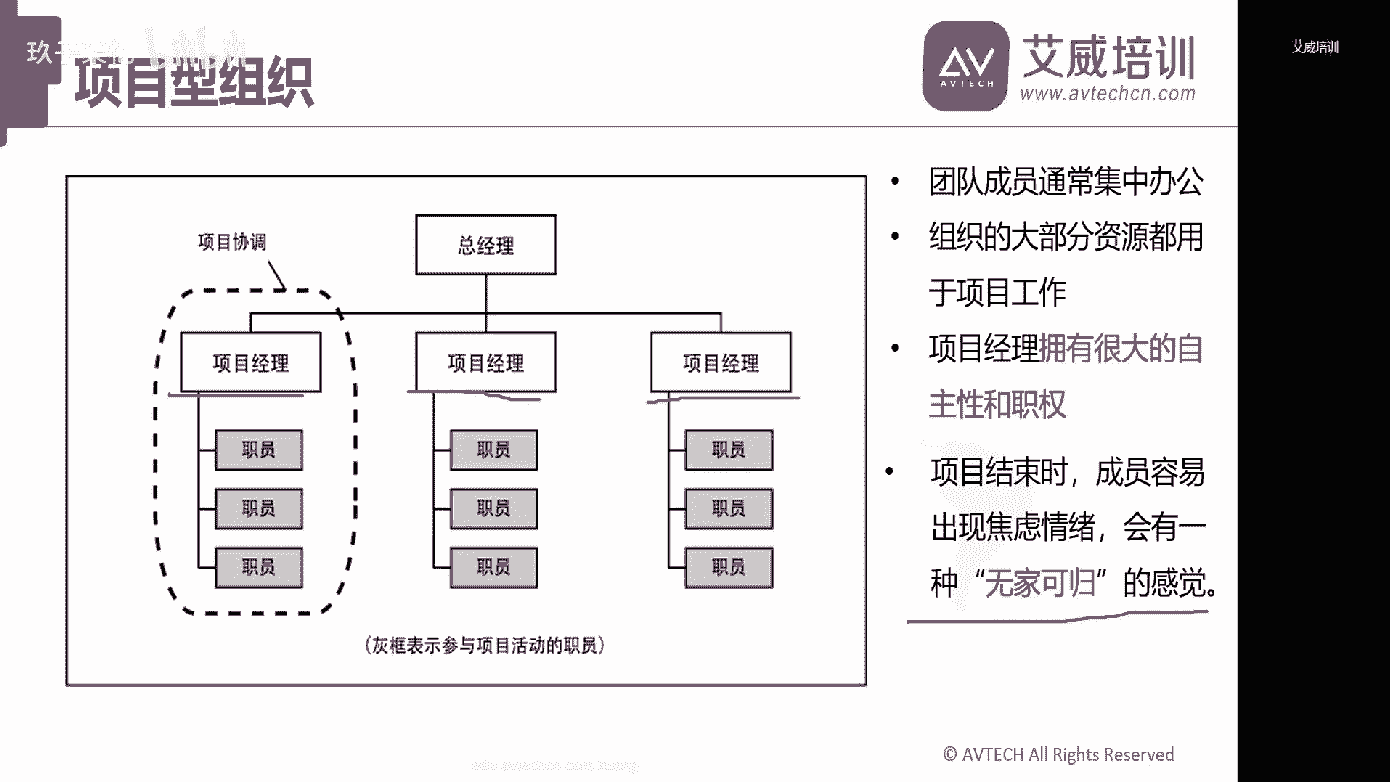 项目型组织
AV
AVTECH
艾威培训
www.avtechcn.com
艾威培训
项目协调
总经理
项目经理
项目经理
项目经理
职员
职员
职员
职员
职员
职员
职员
职员
职员
(灰框表示参与项目活动的职员)
• 团队成员通常集中办公
• 组织的大部分资源都用
于项目工作
• 项目经理拥有很大的自
主性和职权
• 项目结束时，成员容易
出现焦虑情绪，会有一
种“无家可归”的感觉。
© AVTECH All Rights Reserved